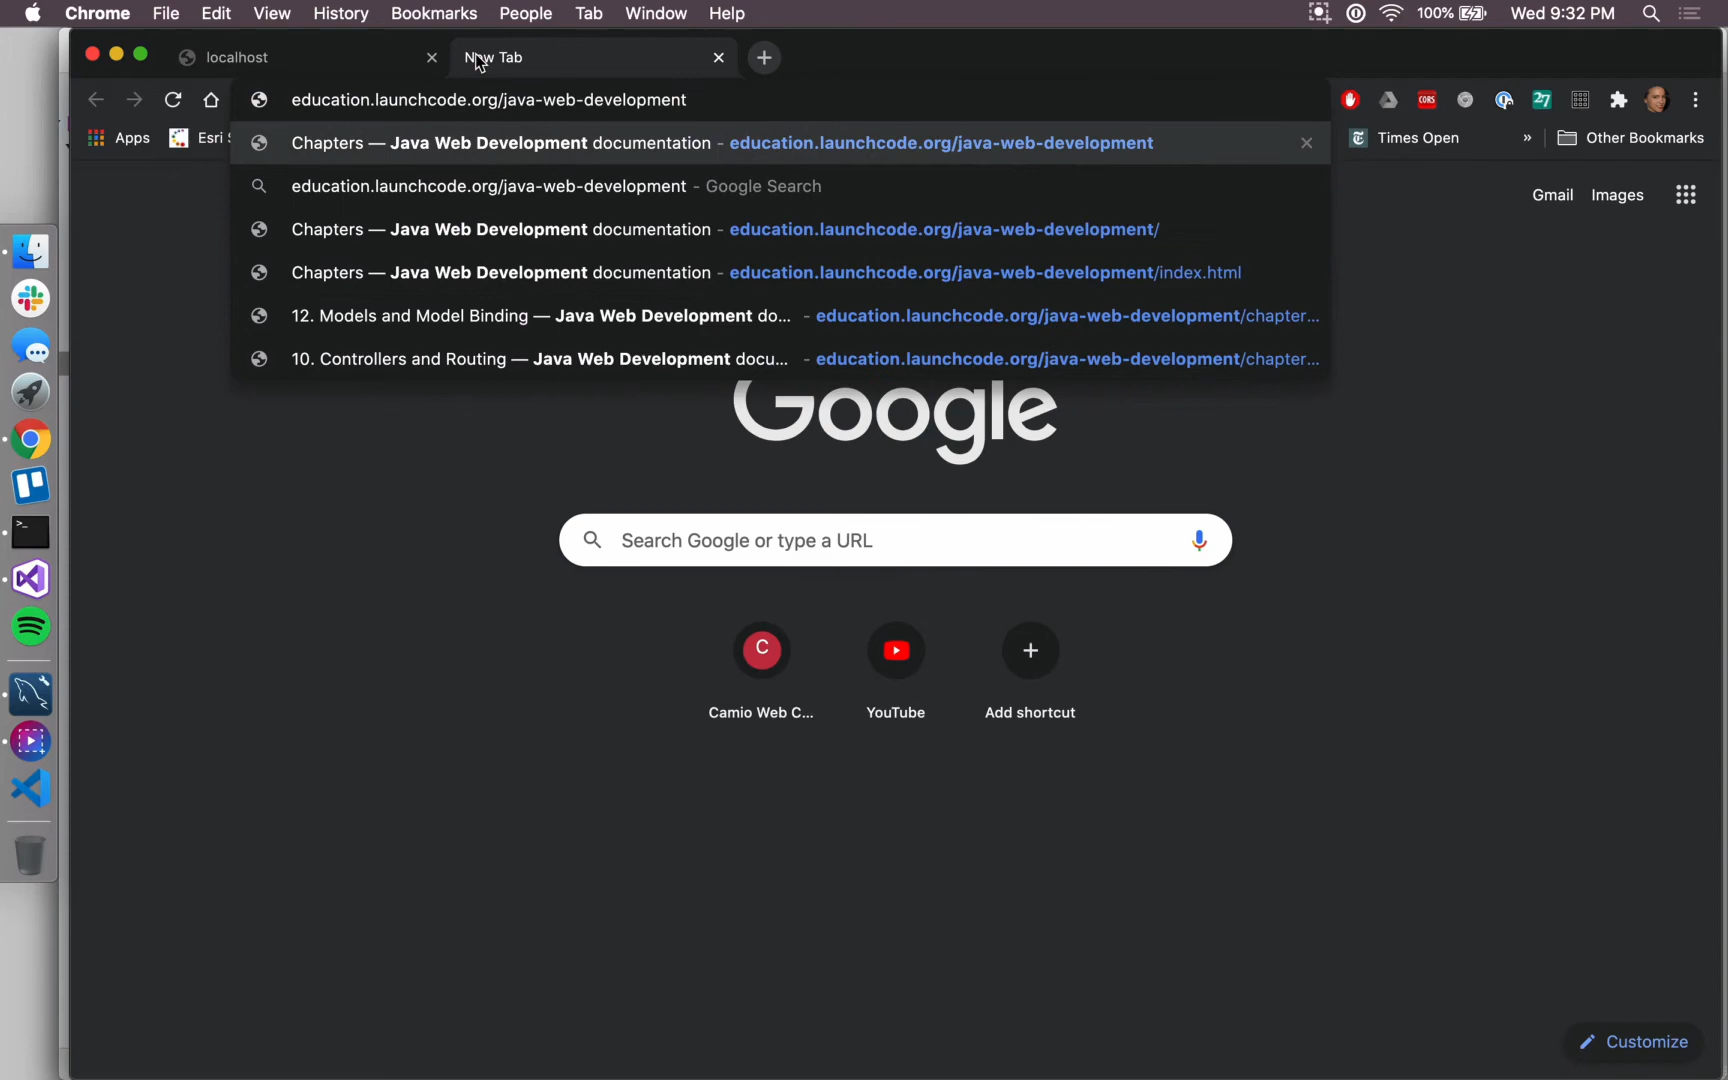 Chrome File Edit View History Bookmarks People Tab Window Help 100% Wed 9:32 PM
localhost New Tab
education.launchcode.org/java-web-development CORS 27
Apps Esri
Chapters — Java Web Development documentation - education.launchcode.org/java-web-development
Times Open » Other Bookmarks
education.launchcode.org/java-web-development - Google Search
Gmail Images
Chapters — Java Web Development documentation - education.launchcode.org/java-web-development/
Chapters — Java Web Development documentation - education.launchcode.org/java-web-development/index.html
12. Models and Model Binding — Java Web Development do... - education.launchcode.org/java-web-development/chapter...
10. Controllers and Routing — Java Web Development docu... - education.launchcode.org/java-web-development/chapter...
Google
Search Google or type a URL
C
Camio Web C... YouTube Add shortcut
Customize